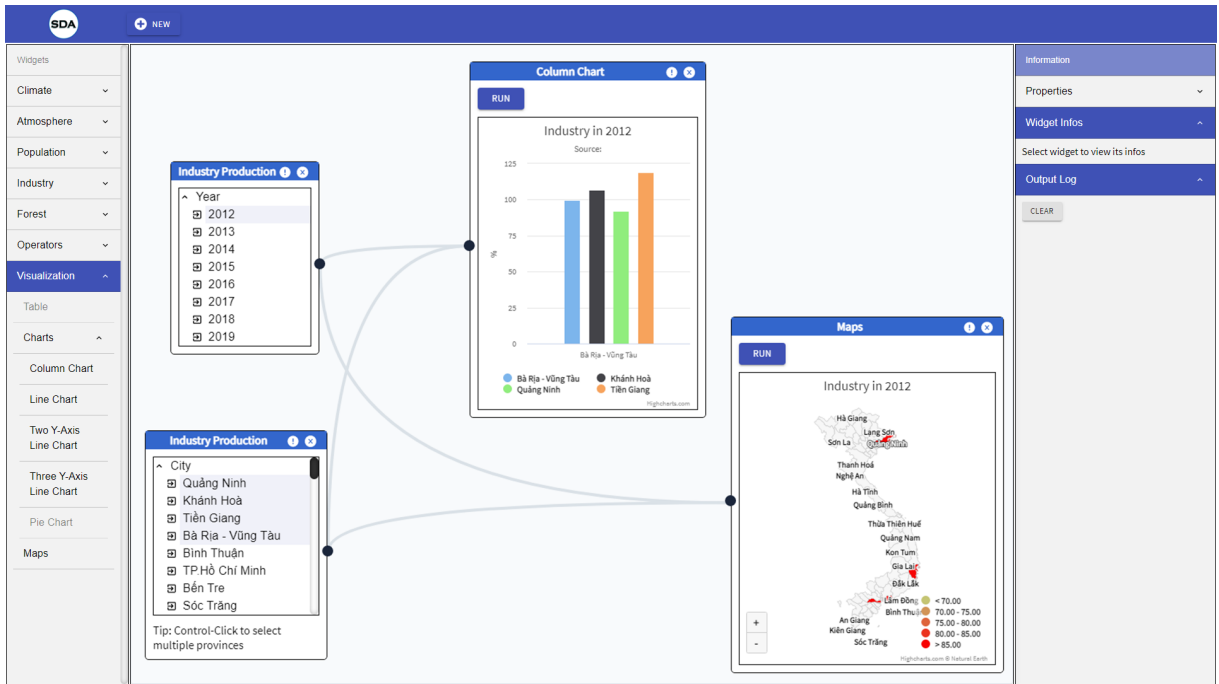 SDA
NEW
Widgets
Climate
Atmosphere
Population
Industry
Forest
Operators
Visualization
Table
Charts
Column Chart
Line Chart
Two Y-Axis
Line Chart
Three Y-Axis
Line Chart
Pie Chart
Maps
Industry Production
Year
2012
2013
2014
2015
2016
2017
2018
2019
Industry Production
City
Quảng Ninh
Khánh Hoà
Tiền Giang
Bà Rịa - Vũng Tàu
Bình Thuận
TP.Hồ Chí Minh
Bến Tre
Sóc Trăng
Tip: Control-Click to select
multiple provinces
Column Chart
RUN
Industry in 2012
Source:
125
100
75
50
25
0
%
Bà Rịa - Vũng Tàu
Bà Rịa - Vũng Tàu
Khánh Hoà
Quảng Ninh
Tiền Giang
Highcharts.com
Maps
RUN
Industry in 2012
Hà Giang
Lạng Sơn
Sơn La
Quảng Ninh
Thanh Hoá
Nghệ An
Hà Tĩnh
Quảng Bình
Thừa Thiên Huế
Quảng Nam
Kon Tum
Gia Lai
Đắk Lắk
Lâm Đồng
Bình Thuận
An Giang
Kiên Giang
Sóc Trăng
< 70.00
70.00 - 75.00
75.00 - 80.00
80.00 - 85.00
> 85.00
+
-
Highcharts.com © Natural Earth
Information
Properties
Widget Infos
Select widget to view its infos
Output Log
CLEAR